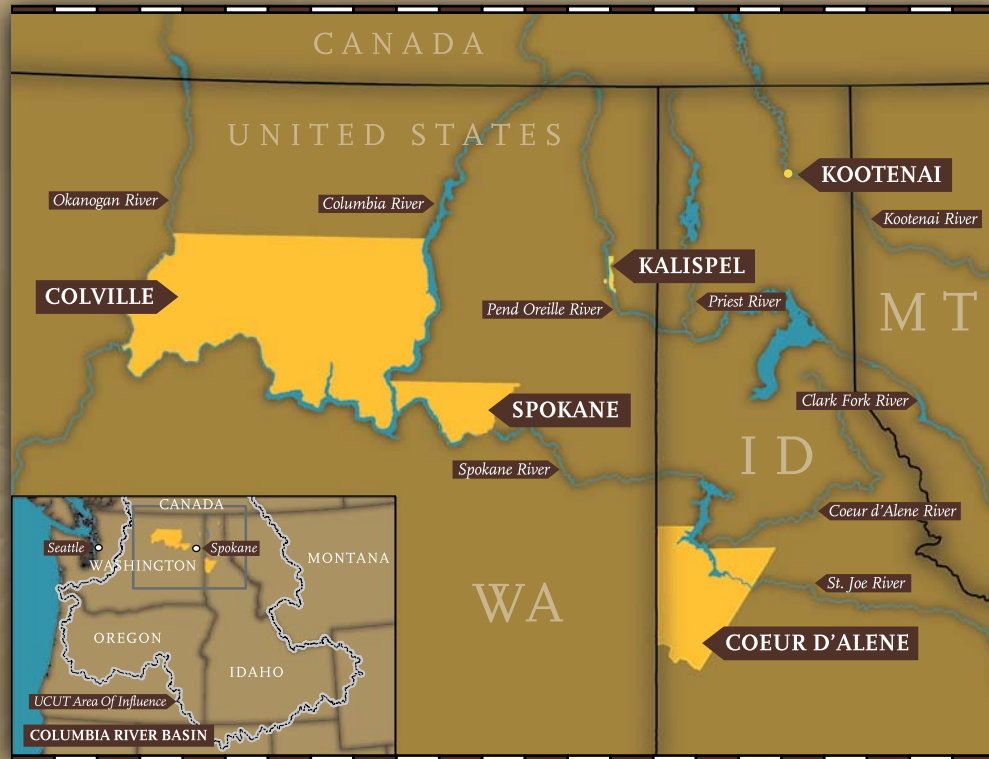 CANADA
UNITED STATES
KOOTENAI
Okanogan River
Columbia River
Kootenai River
KALISPEL
COLVILLE
Pend Oreille River
Priest River
MT
Clark Fork River
SPOKANE
ID
Spokane River
Coeur d'Alene River
St. Joe River
WA
COEUR D'ALENE
CANADA
Seattle
Spokane
WASHINGTON
MONTANA
OREGON
IDAHO
UCUT Area Of Influence
COLUMBIA RIVER BASIN